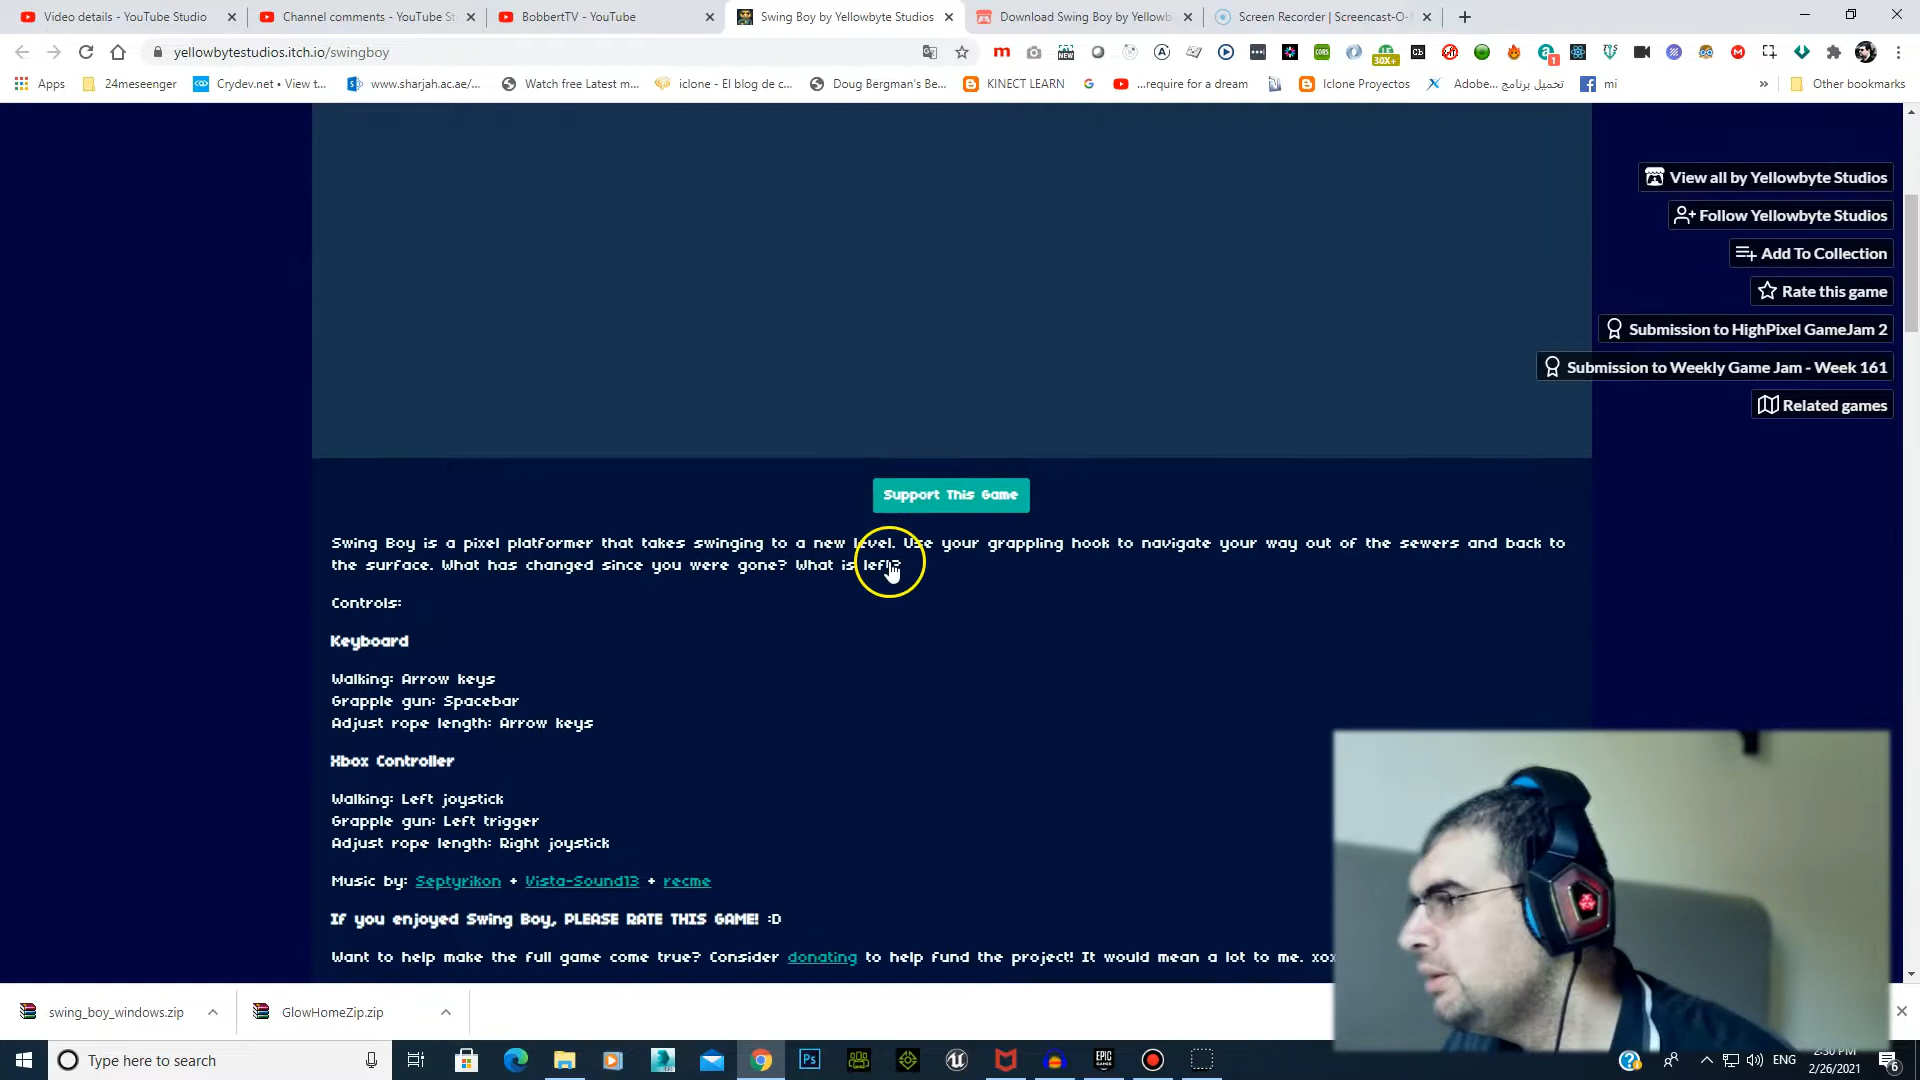 Video details - YouTube Studio
Channel comments - YouTube St
BobbertTV - YouTube
Swing Boy by Yellowbyte Studios
Download Swing Boy by Yellowb
Screen Recorder | Screencast-O-
yellowbytestudios.itch.io/swingboy
Apps
24meseenger
Crydev.net • View t...
www.sharjah.ac.ae/...
Watch free Latest m...
iclone - El blog de c...
Doug Bergman's Be...
KINECT LEARN
...require for a dream
Iclone Proyectos
Adobe... تحميل برنامج
mi
Other bookmarks
View all by Yellowbyte Studios
Follow Yellowbyte Studios
Add To Collection
Rate this game
Submission to HighPixel GameJam 2
Submission to Weekly Game Jam - Week 161
Related games
Support This Game
Swing Boy is a pixel platformer that takes swinging to a new level. Use your grappling hook to navigate your way out of the sewers and back to
the surface. What has changed since you were gone? What is left?
Controls:
Keyboard
Walking: Arrow keys
Grapple gun: Spacebar
Adjust rope length: Arrow keys
Xbox Controller
Walking: Left joystick
Grapple gun: Left trigger
Adjust rope length: Right joystick
Music by: Septyrikon + Vista-Sound13 + recme
If you enjoyed Swing Boy, PLEASE RATE THIS GAME! :D
Want to help make the full game come true? Consider donating to help fund the project! It would mean a lot to me. xo
swing_boy_windows.zip
GlowHomeZip.zip
Type here to search
ENG
2:30 PM
2/26/2021